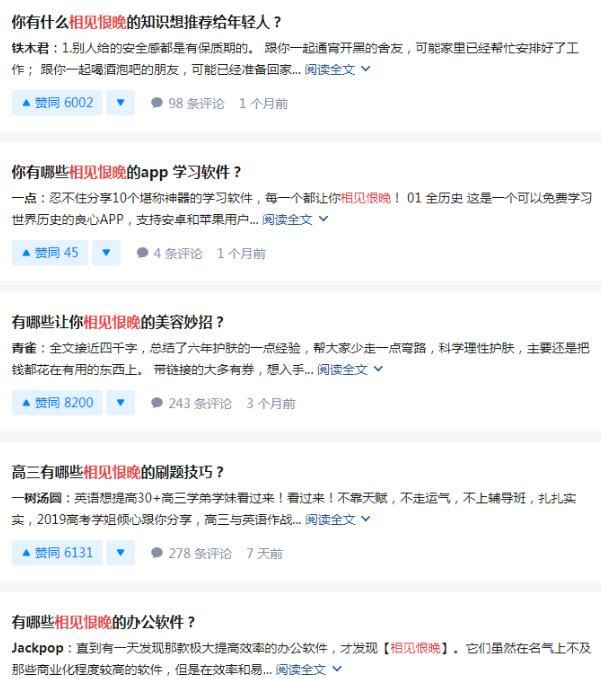 你有什么相见恨晚的知识想推荐给年轻人？
铁木君：1.别人给的安全感都是有保质期的。 跟你一起通宵开黑的舍友，可能家里已经帮忙安排好了工
作； 跟你一起喝酒泡吧的朋友，可能已经准备回家... 阅读全文
赞同 6002 98 条评论 1 个月前
你有哪些相见恨晚的app 学习软件？
一点：忍不住分享10个堪称神器的学习软件，每一个都让你相见恨晚！ 01 全历史 这是一个可以免费学习
世界历史的良心APP，支持安卓和苹果用户... 阅读全文
赞同 45 4 条评论 1 个月前
有哪些让你相见恨晚的美容妙招？
青雀：全文接近四千字，总结了六年护肤的一点经验，帮大家少走一点弯路，科学理性护肤，主要还是把
钱都花在有用的东西上。 带链接的大多有券，想入手... 阅读全文
赞同 8200 243 条评论 3 个月前
高三有哪些相见恨晚的刷题技巧？
一树汤圆：英语想提高30+高三学弟学妹看过来！看过来！不靠天赋，不走运气，不上辅导班，扎扎实
实，2019高考学姐倾心跟你分享，高三与英语作战... 阅读全文
赞同 6131 278 条评论 7 天前
有哪些相见恨晚的办公软件？
Jackpop：直到有一天发现那款极大提高效率的办公软件，才发现【相见恨晚】。它们虽然在名气上不及
那些商业化程度较高的软件，但是在效率和易... 阅读全文